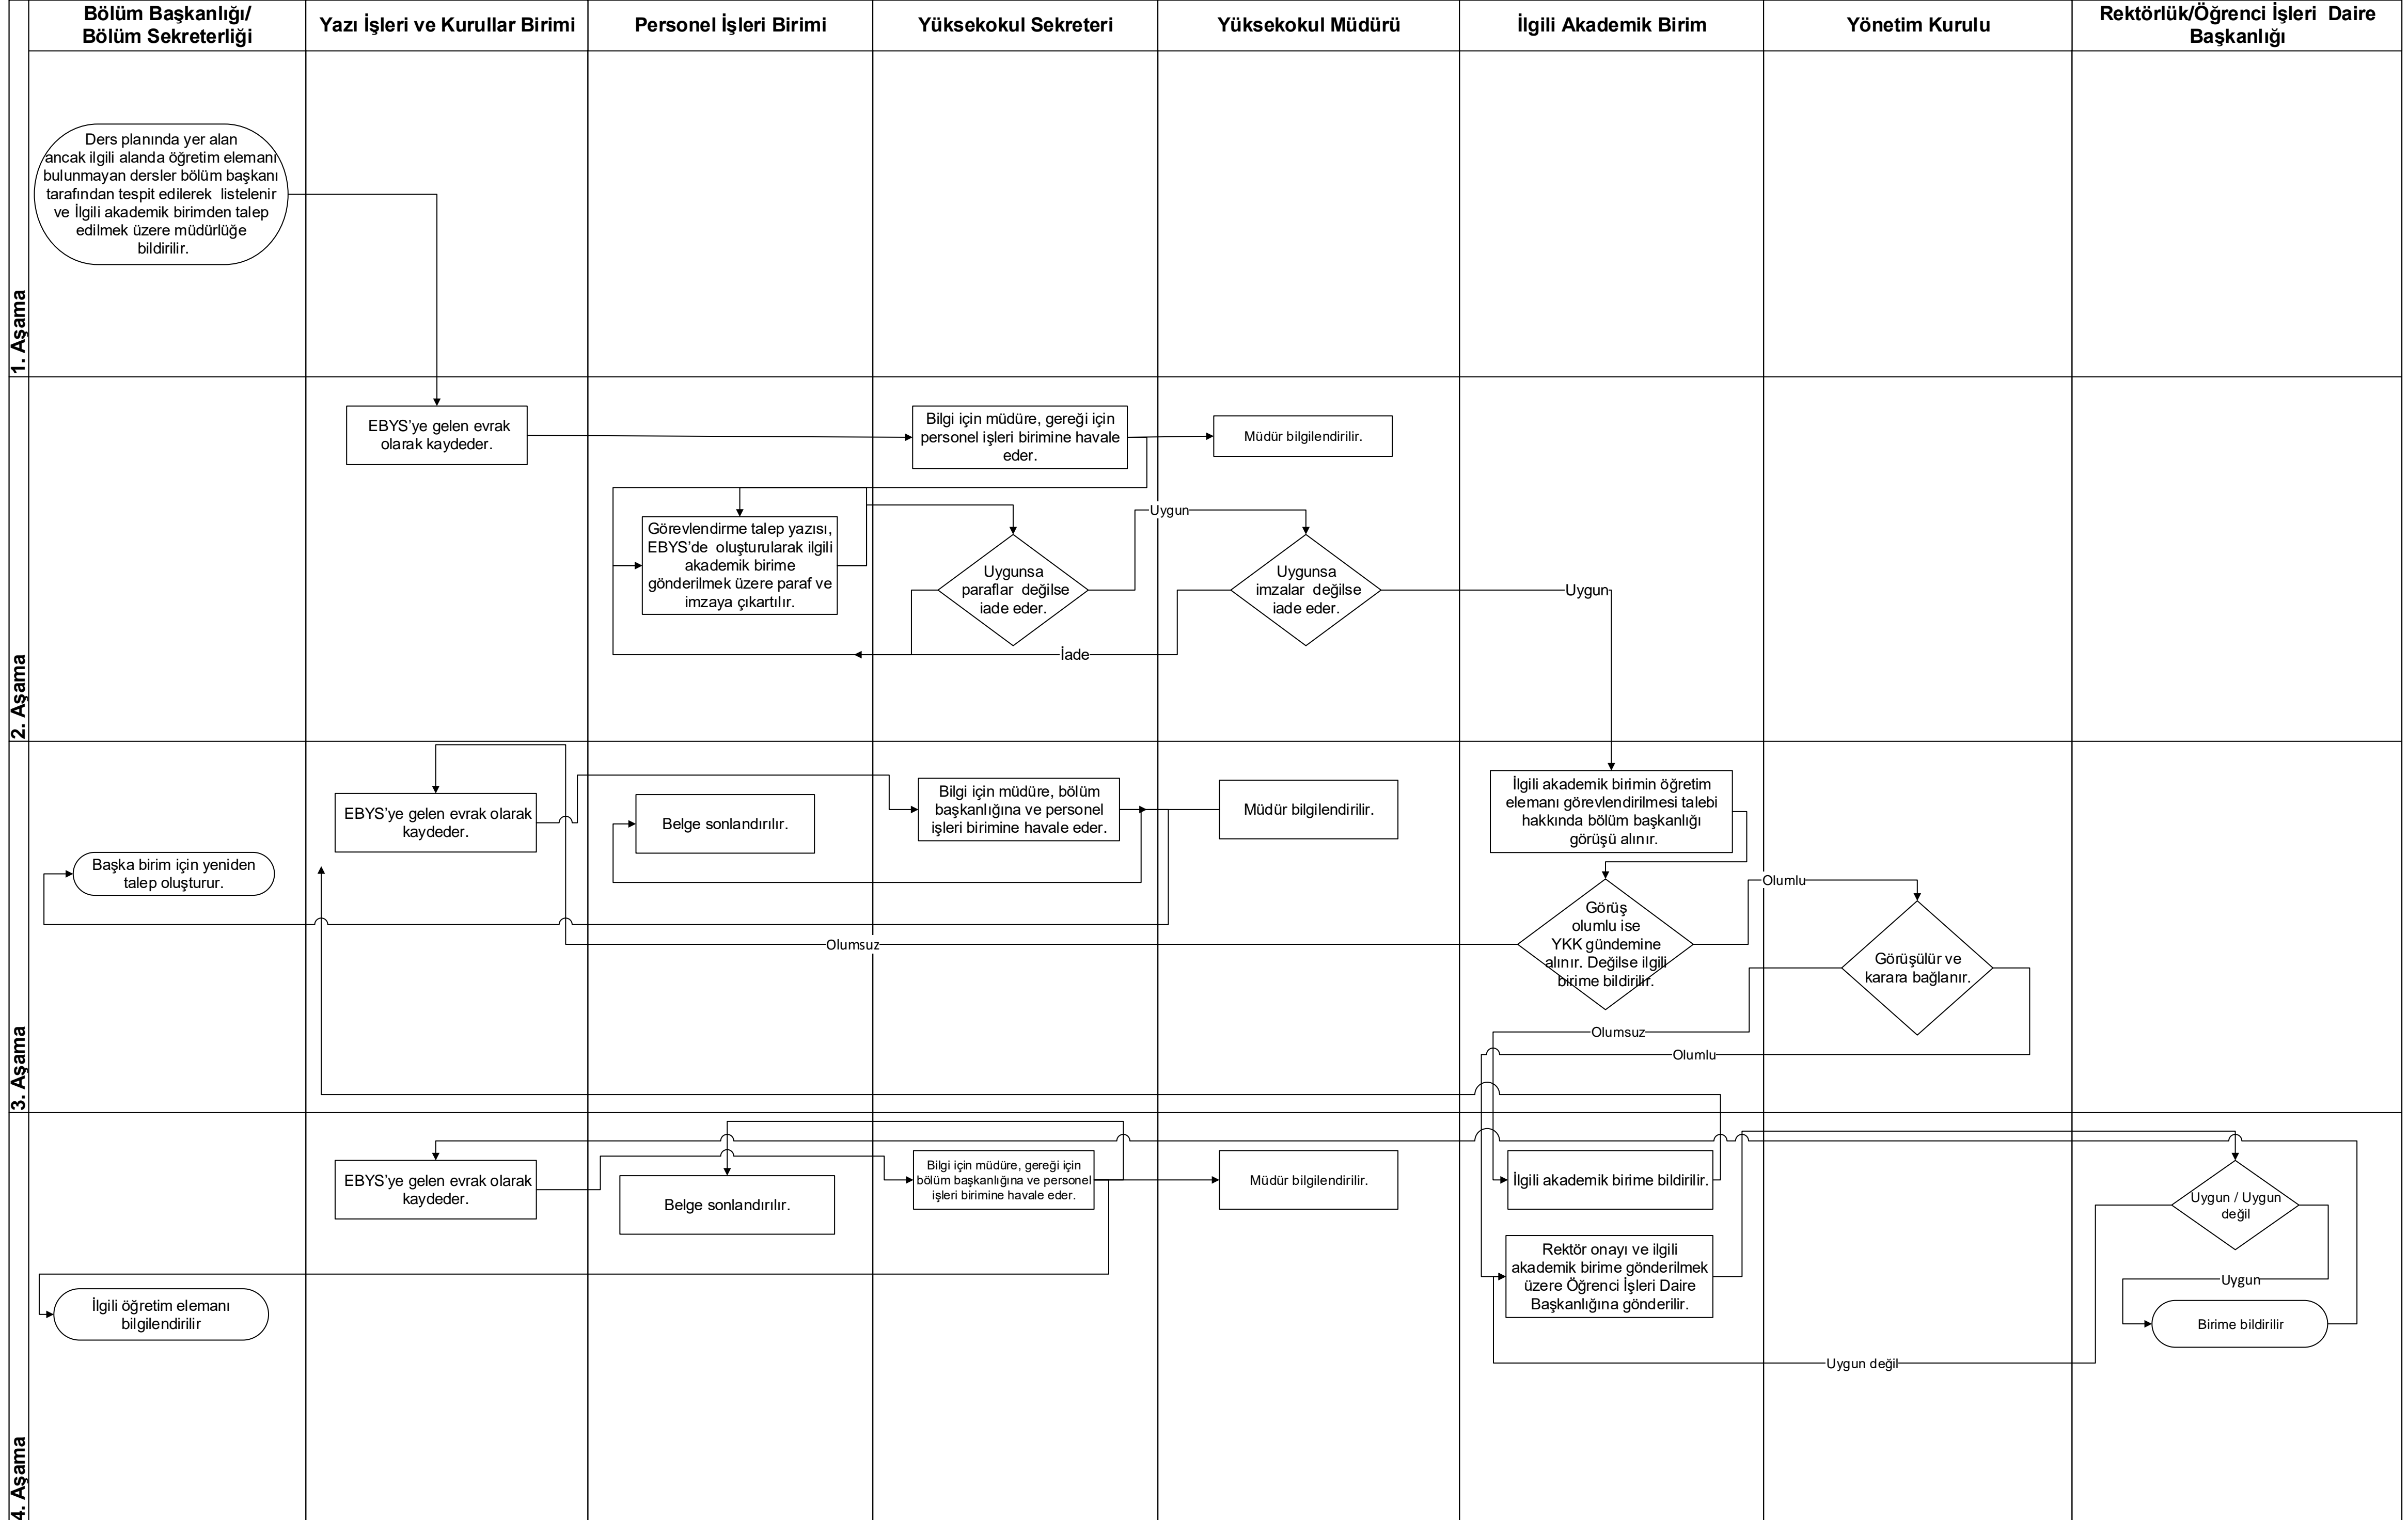 Bölüm Başkanlığı/
Bölüm Sekreterliği
Yazı İşleri ve Kurullar Birimi
Personel İşleri Birimi
Yüksekokul Sekreteri
Yüksekokul Müdürü
İlgili Akademik Birim
Yönetim Kurulu
Rektörlük/Öğrenci İşleri Daire
Başkanlığı
1. Aşama
Ders planında yer alan
ancak ilgili alanda öğretim elemanı
bulunmayan dersler bölüm başkanı
tarafından tespit edilerek listelenir
ve İlgili akademik birimden talep
edilmek üzere müdürlüğe
bildirilir.
2. Aşama
EBYS’ye gelen evrak
olarak kaydeder.
Bilgi için müdüre, gereği için
personel işleri birimine havale
eder.
Müdür bilgilendirilir.
Görevlendirme talep yazısı,
EBYS’de oluşturularak ilgili
akademik birime
gönderilmek üzere paraf ve
imzaya çıkartılır.
Uygunsa
paraflar değilse
iade eder.
Uygun
Uygunsa
imzalar değilse
iade eder.
Uygun
İade
3. Aşama
EBYS’ye gelen evrak olarak
kaydeder.
Belge sonlandırılır.
Bilgi için müdüre, bölüm
başkanlığına ve personel
işleri birimine havale eder.
Müdür bilgilendirilir.
İlgili akademik birimin öğretim
elemanı görevlendirilmesi talebi
hakkında bölüm başkanlığı
görüşü alınır.
Başka birim için yeniden
talep oluşturur.
Olumsuz
Görüş
olumlu ise
YKK gündemine
alınır. Değilse ilgili
birime bildirilir.
Olumlu
Görüşülür ve
karara bağlanır.
Olumsuz
Olumlu
4. Aşama
EBYS’ye gelen evrak olarak
kaydeder.
Belge sonlandırılır.
Bilgi için müdüre, gereği için
bölüm başkanlığına ve personel
işleri birimine havale eder.
Müdür bilgilendirilir.
İlgili akademik birime bildirilir.
Uygun / Uygun
değil
Rektör onayı ve ilgili
akademik birime gönderilmek
üzere Öğrenci İşleri Daire
Başkanlığına gönderilir.
Uygun
İlgili öğretim elemanı
bilgilendirilir
Birime bildirilir
Uygun değil